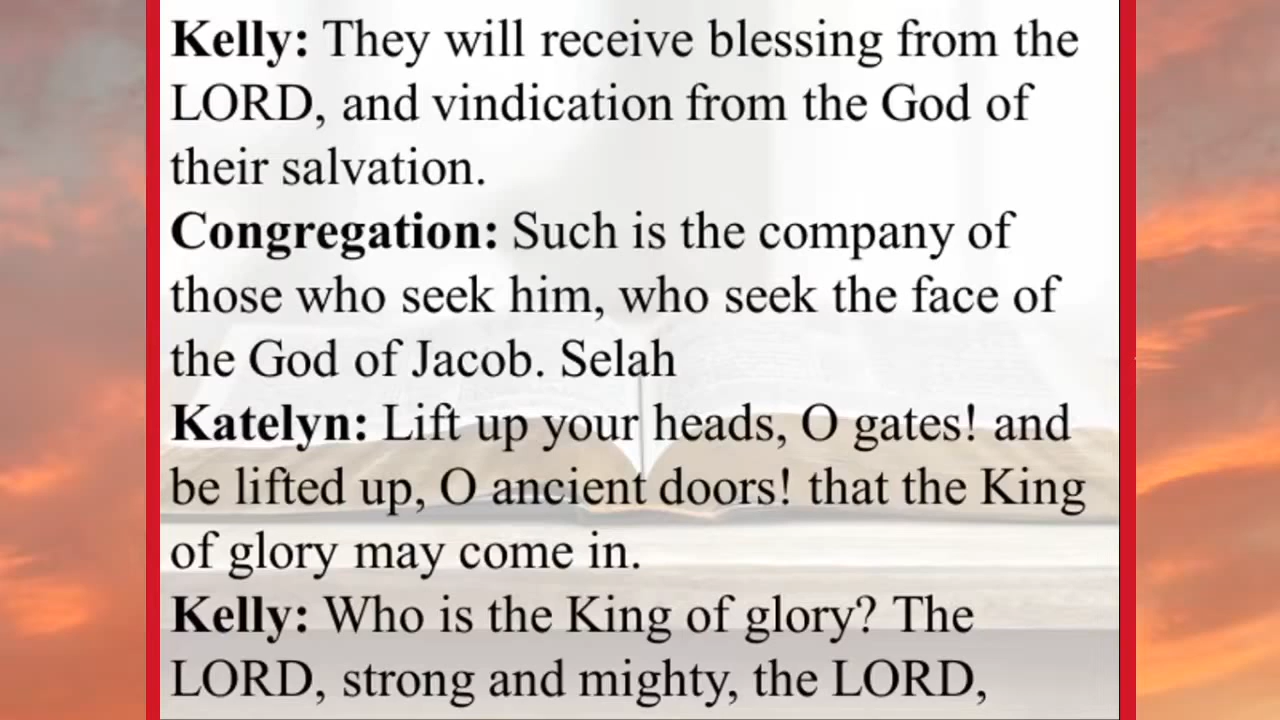 Kelly: They will receive blessing from the
LORD, and vindication from the God of
their salvation.
Congregation: Such is the company of
those who seek him, who seek the face of
the God of Jacob. Selah
Katelyn: Lift up your heads, O gates! and
be lifted up, O ancient doors! that the King
of glory may come in.
Kelly: Who is the King of glory? The
LORD, strong and mighty, the LORD,